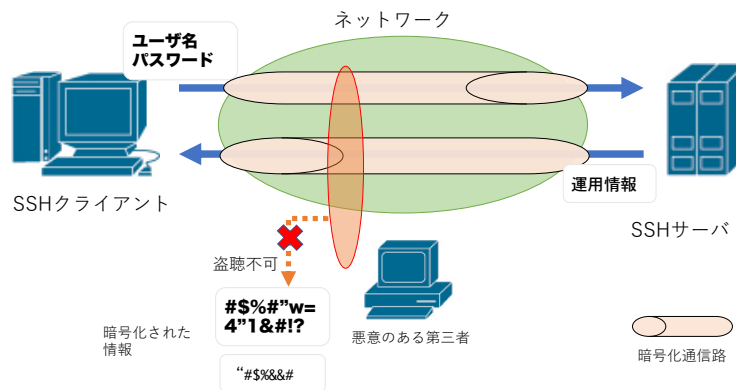 ネットワーク
ユーザ名
パスワード
SSHクライアント
運用情報
SSHサーバ
盗聴不可
#$%#”w=
4”1&#!?
悪意のある第三者
暗号化された
情報
“#$%&&#
暗号化通信路